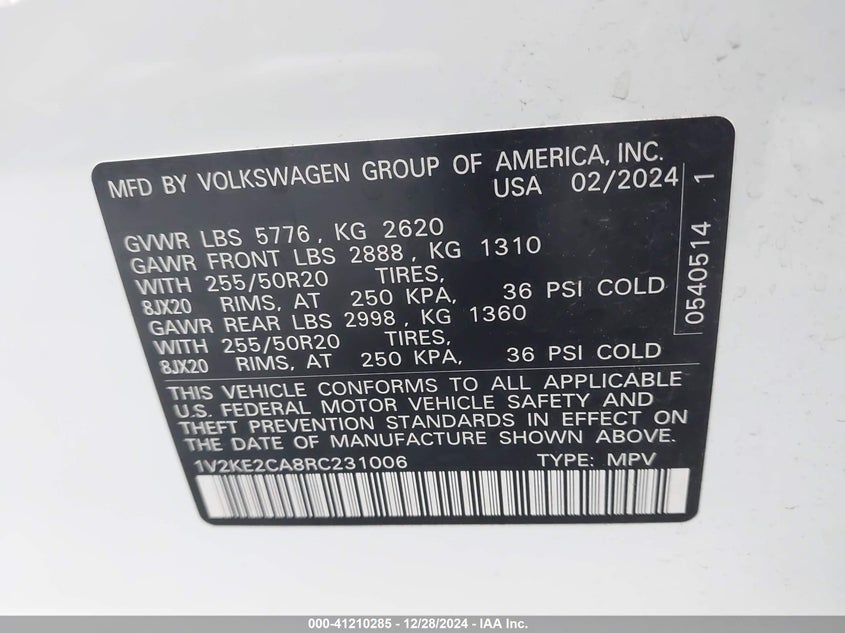 MFD BY VOLKSWAGEN GROUP OF AMERICA, INC.
USA 02/2024
GVWR LBS 5776, KG 2620
GAWR FRONT LBS 2888, KG 1310
WITH 255/50R20 TIRES,
8JX20 RIMS, AT 250 KPA, 36 PSI COLD
GAWR REAR LBS 2998, KG 1360
WITH 255/50R20 TIRES,
8JX20 RIMS, AT 250 KPA, 36 PSI COLD
0540514 1
THIS VEHICLE CONFORMS TO ALL APPLICABLE
U.S. FEDERAL MOTOR VEHICLE SAFETY AND
THEFT PREVENTION STANDARDS IN EFFECT ON
THE DATE OF MANUFACTURE SHOWN ABOVE.
1V2KE2CA8RC231006 TYPE: MPV
000-41210285 - 12/28/2024 - IAA Inc.